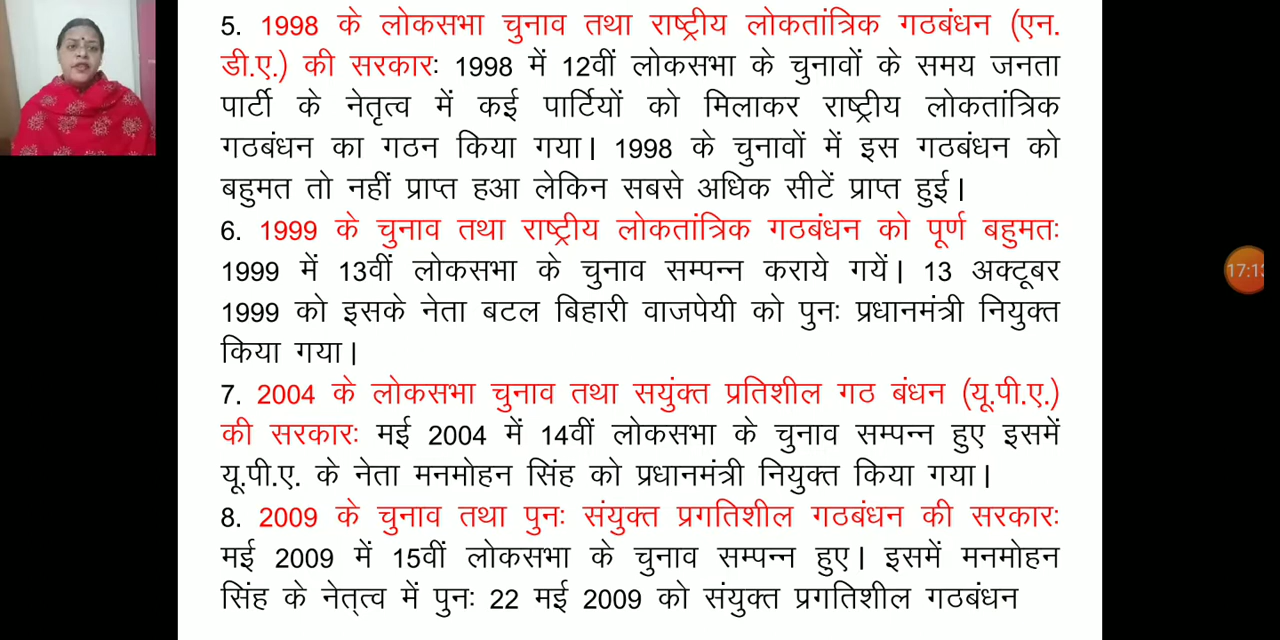 5. 1998 के लोकसभा चुनाव तथा राष्ट्रीय लोकतांत्रिक गठबंधन (एन.
डी.ए.) की सरकारः 1998 में 12वीं लोकसभा के चुनावों के समय जनता
पार्टी के नेतृत्व में कई पार्टियों को मिलाकर राष्ट्रीय लोकतांत्रिक
गठबंधन का गठन किया गया। 1998 के चुनावों में इस गठबंधन को
बहुमत तो नहीं प्राप्त हआ लेकिन सबसे अधिक सीटें प्राप्त हुई।
6. 1999 के चुनाव तथा राष्ट्रीय लोकतांत्रिक गठबंधन को पूर्ण बहुमतः
1999 में 13वीं लोकसभा के चुनाव सम्पन्न कराये गयें। 13 अक्टूबर
1999 को इसके नेता बटल बिहारी वाजपेयी को पुनः प्रधानमंत्री नियुक्त
किया गया।
7. 2004 के लोकसभा चुनाव तथा सयुंक्त प्रतिशील गठ बंधन (यू.पी.ए.)
की सरकारः मई 2004 में 14वीं लोकसभा के चुनाव सम्पन्न हुए इसमें
यू.पी.ए. के नेता मनमोहन सिंह को प्रधानमंत्री नियुक्त किया गया।
8. 2009 के चुनाव तथा पुनः संयुक्त प्रगतिशील गठबंधन की सरकारः
मई 2009 में 15वीं लोकसभा के चुनाव सम्पन्न हुए। इसमें मनमोहन
सिंह के नेत्त्व में पुनः 22 मई 2009 को संयुक्त प्रगतिशील गठबंधन